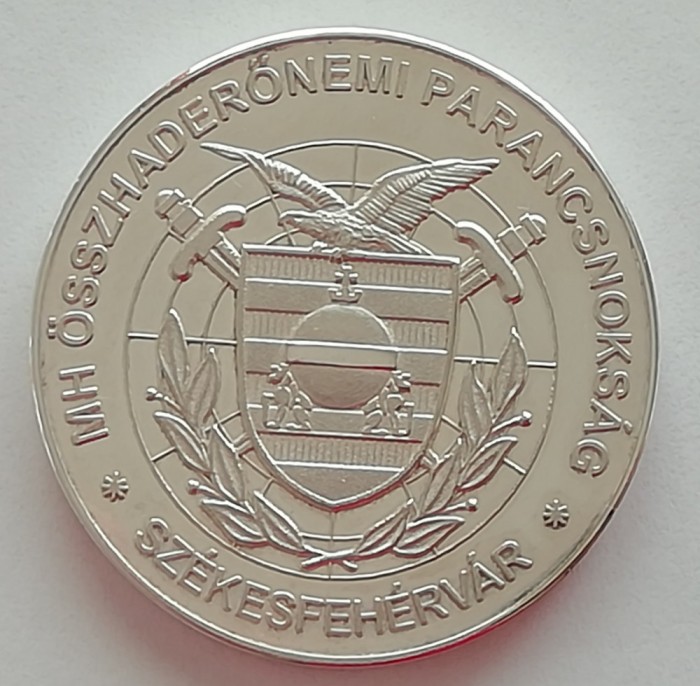 MH ÖSSZHADERŐNEMI PARANCSNOKSÁG
* SZÉKESFEHÉRVÁR *